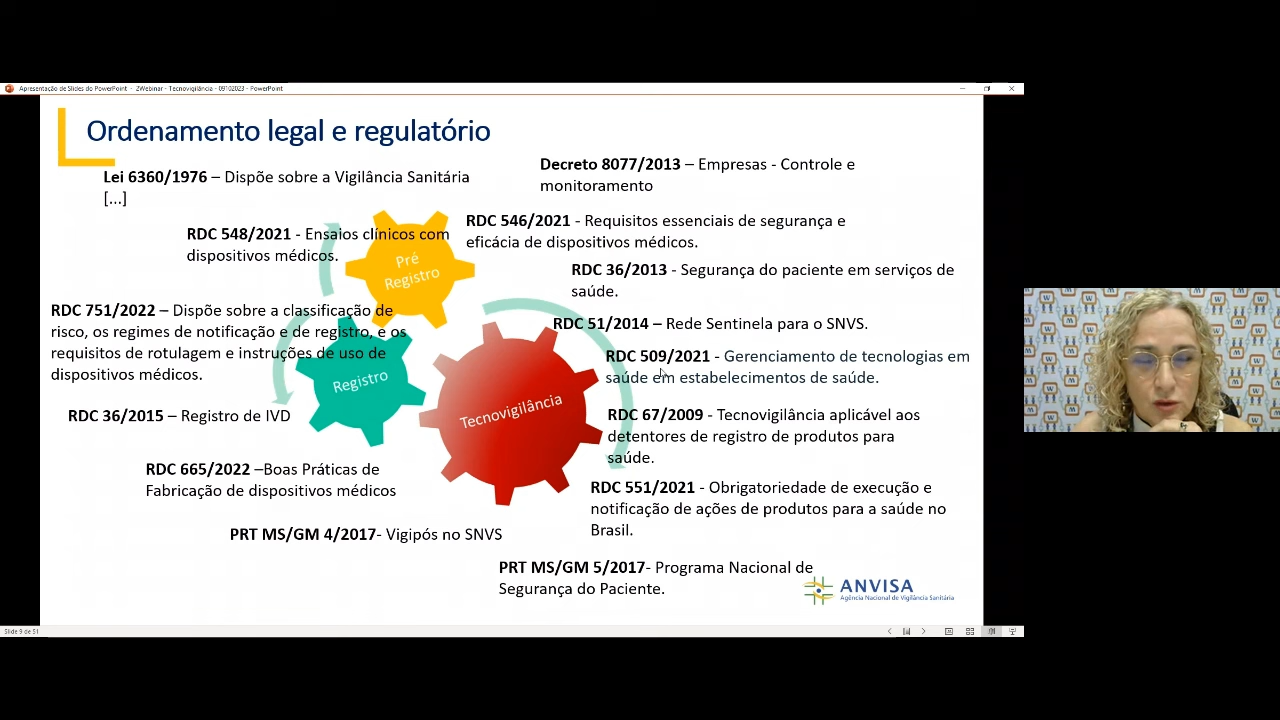 Apresentação de Slides do PowerPoint - 2Webinar - Tecnovigilância - 09102023 - PowerPoint
Ordenamento legal e regulatório
Lei 6360/1976 – Dispõe sobre a Vigilância Sanitária
[...]
Decreto 8077/2013 – Empresas - Controle e
monitoramento
RDC 548/2021 - Ensaios clínicos com
dispositivos médicos.
RDC 546/2021 - Requisitos essenciais de segurança e
eficácia de dispositivos médicos.
Pré
Registro
RDC 36/2013 - Segurança do paciente em serviços de
saúde.
RDC 751/2022 – Dispõe sobre a classificação de
risco, os regimes de notificação e de registro, e os
requisitos de rotulagem e instruções de uso de
dispositivos médicos.
RDC 51/2014 – Rede Sentinela para o SNVS.
RDC 509/2021 - Gerenciamento de tecnologias em
saúde em estabelecimentos de saúde.
Registro
Tecnovigilância
RDC 36/2015 – Registro de IVD
RDC 67/2009 - Tecnovigilância aplicável aos
detentores de registro de produtos para
saúde.
RDC 665/2022 –Boas Práticas de
Fabricação de dispositivos médicos
RDC 551/2021 - Obrigatoriedade de execução e
notificação de ações de produtos para a saúde no
Brasil.
PRT MS/GM 4/2017- Vigipós no SNVS
PRT MS/GM 5/2017- Programa Nacional de
Segurança do Paciente.
ANVISA
Agência Nacional de Vigilância Sanitária
Slide 9 de 51